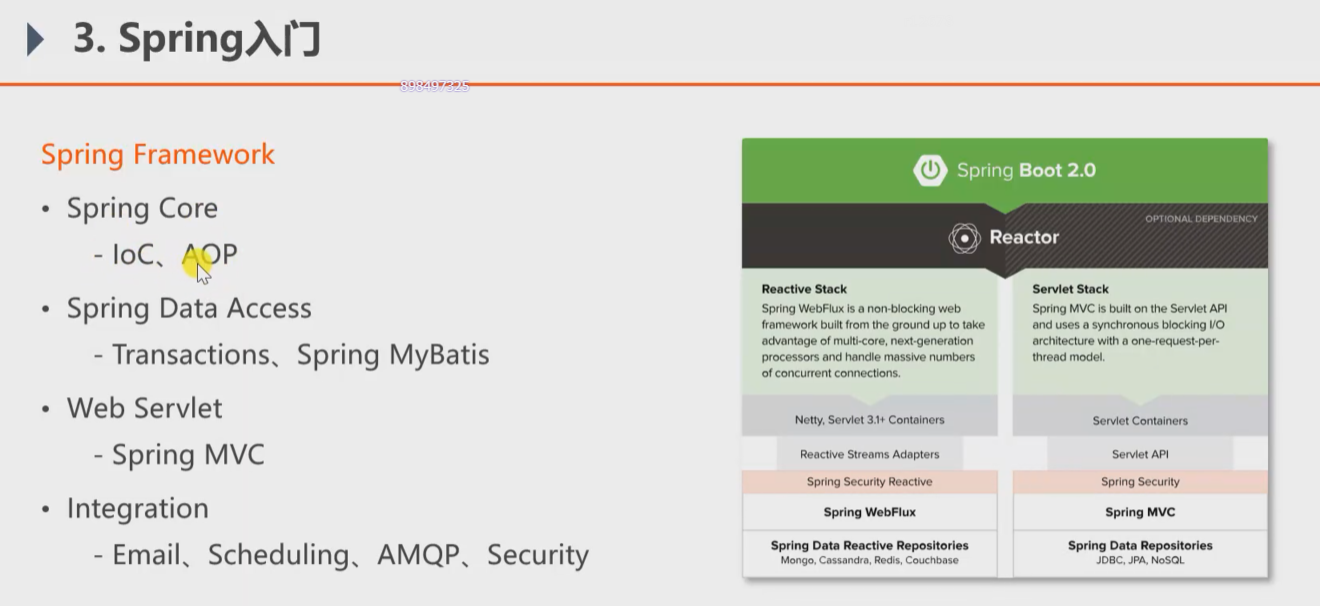 3. Spring入门
898497325
Spring Framework
• Spring Core
- IoC、AOP
• Spring Data Access
- Transactions、Spring MyBatis
• Web Servlet
- Spring MVC
• Integration
- Email、Scheduling、AMQP、Security
Spring Boot 2.0
OPTIONAL DEPENDENCY
Reactor
Reactive Stack
Spring WebFlux is a non-blocking web
framework built from the ground up to take
advantage of multi-core, next-generation
processors and handle massive numbers
of concurrent connections.
Netty, Servlet 3.1+ Containers
Reactive Streams Adapters
Spring Security Reactive
Spring WebFlux
Spring Data Reactive Repositories
Mongo, Cassandra, Redis, Couchbase
Servlet Stack
Spring MVC is built on the Servlet API
and uses a synchronous blocking I/O
architecture with a one-request-per-
thread model.
Servlet Containers
Servlet API
Spring Security
Spring MVC
Spring Data Repositories
JDBC, JPA, NoSQL